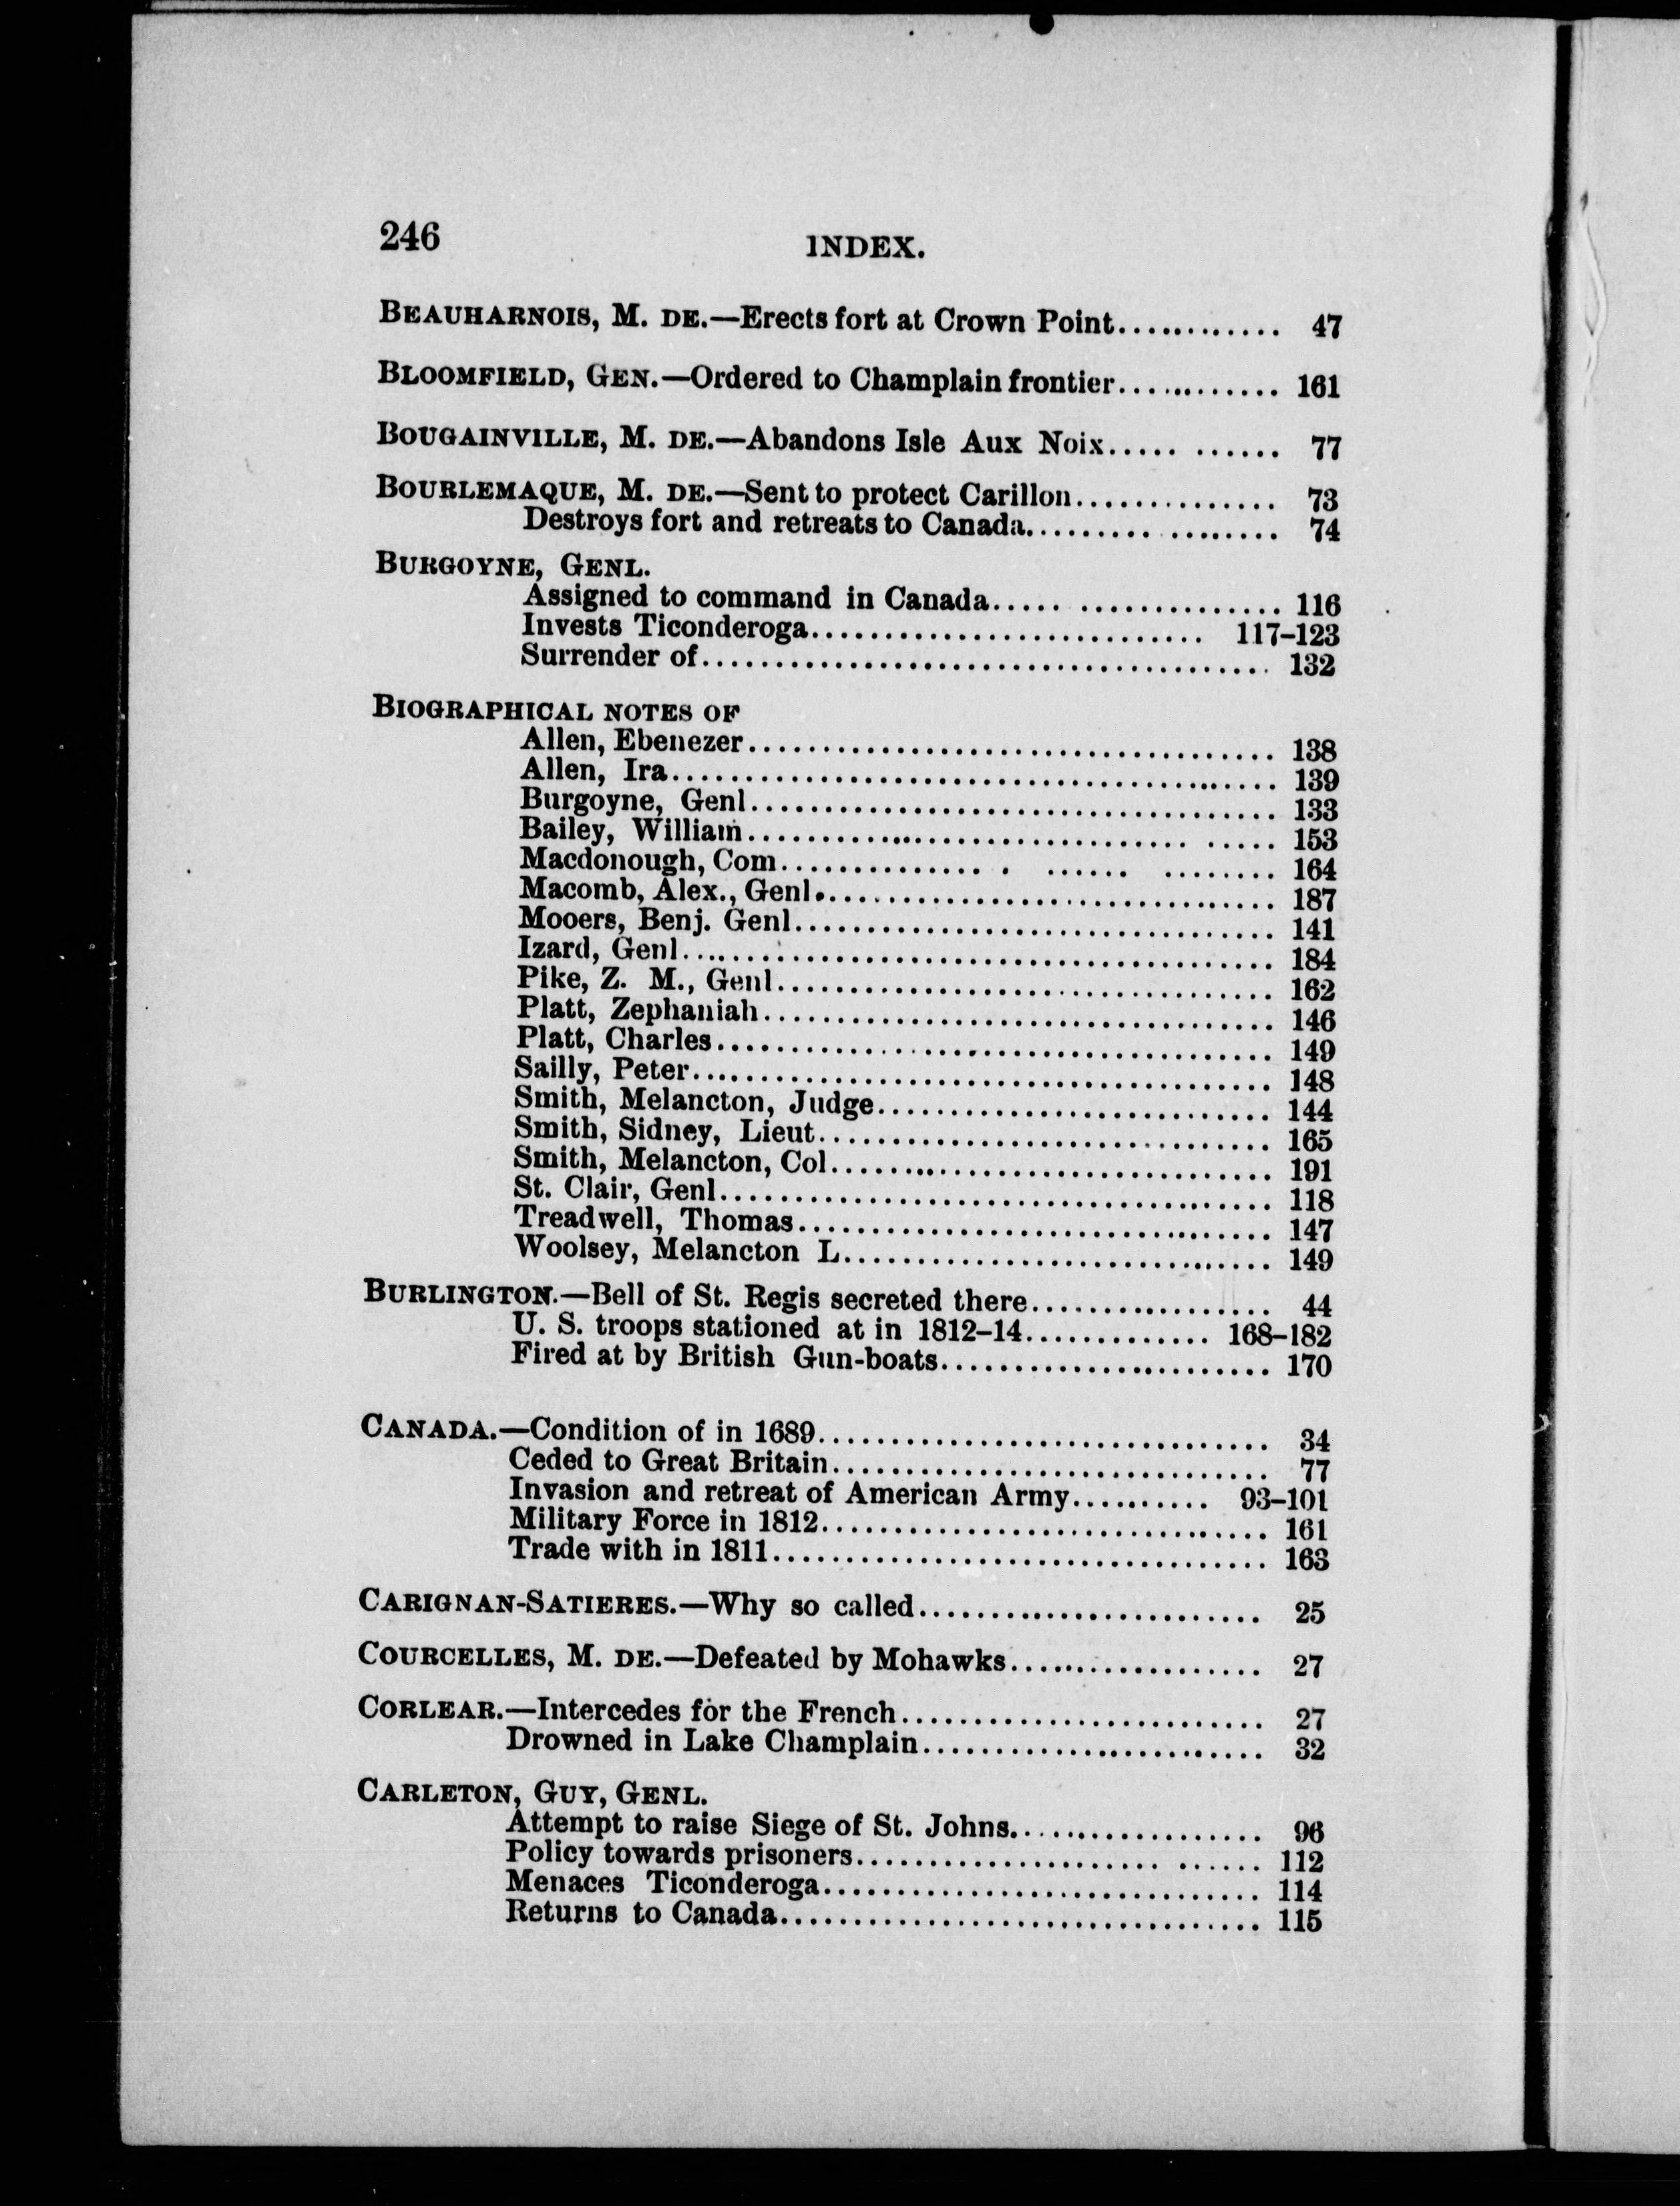 246
INDEX.
BEAUHARNOIS, M. DE.—Erects fort at Crown Point............. 47
BLOOMFIELD, GEN.—Ordered to Champlain frontier............ 161
BOUGAINVILLE, M. DE.—Abandons Isle Aux Noix..... ...... 77
BOURLEMAQUE, M. DE.—Sent to protect Carillon............... 73
Destroys fort and retreats to Canada......... ........ 74
BURGOYNE, GENL.
Assigned to command in Canada..... .............. 116
Invests Ticonderoga............................ 117-123
Surrender of........................................ 132
BIOGRAPHICAL NOTES OF
Allen, Ebenezer..................................... 138
Allen, Ira.......................................... 139
Burgoyne, Genl..................................... 133
Bailey, William............................... ..... 153
Macdonough, Com.............. . ...... ........ 164
Macomb, Alex., Genl................................ 187
Mooers, Benj. Genl.................................. 141
Izard, Genl.......................................... 184
Pike, Z. M., Genl................................... 162
Platt, Zephaniah.................................... 146
Platt, Charles....................................... 149
Sailly, Peter......................................... 148
Smith, Melancton, Judge............................ 144
Smith, Sidney, Lieut................................ 165
Smith, Melancton, Col............................... 191
St. Clair, Genl....................................... 118
Treadwell, Thomas................................. 147
Woolsey, Melancton L.............................. 149
BURLINGTON.—Bell of St. Regis secreted there................. 44
U. S. troops stationed at in 1812-14............. 168-182
Fired at by British Gun-boats....................... 170
CANADA.—Condition of in 1689................................ 34
Ceded to Great Britain............................... 77
Invasion and retreat of American Army.......... 93-101
Military Force in 1812............................... 161
Trade with in 1811.................................. 163
CARIGNAN-SATIERES.—Why so called........................ 25
COURCELLES, M. DE.—Defeated by Mohawks.................. 27
CORLEAR.—Intercedes for the French......................... 27
Drowned in Lake Champlain........................ 32
CARLETON, GUY, GENL.
Attempt to raise Siege of St. Johns.................. 96
Policy towards prisoners..................... ...... 112
Menaces Ticonderoga............................... 114
Returns to Canada.................................. 115